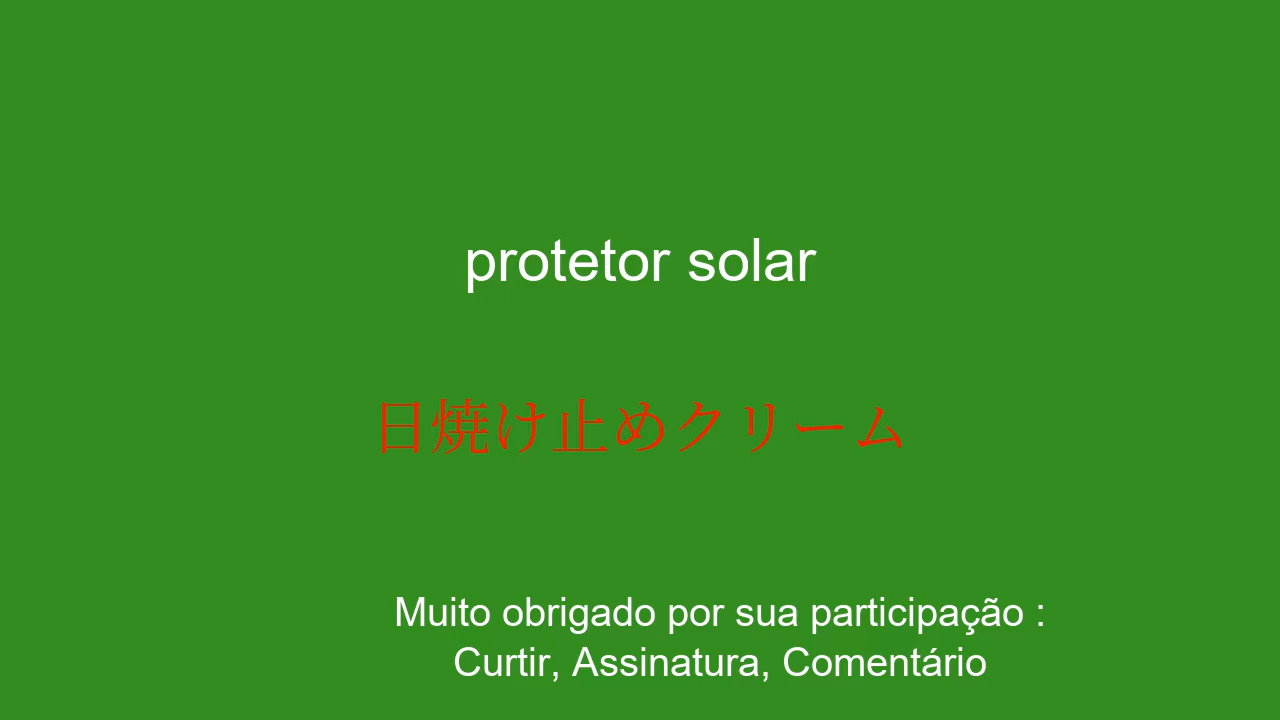 protetor solar
日焼け止めクリーム
Muito obrigado por sua participação :
Curtir, Assinatura, Comentário